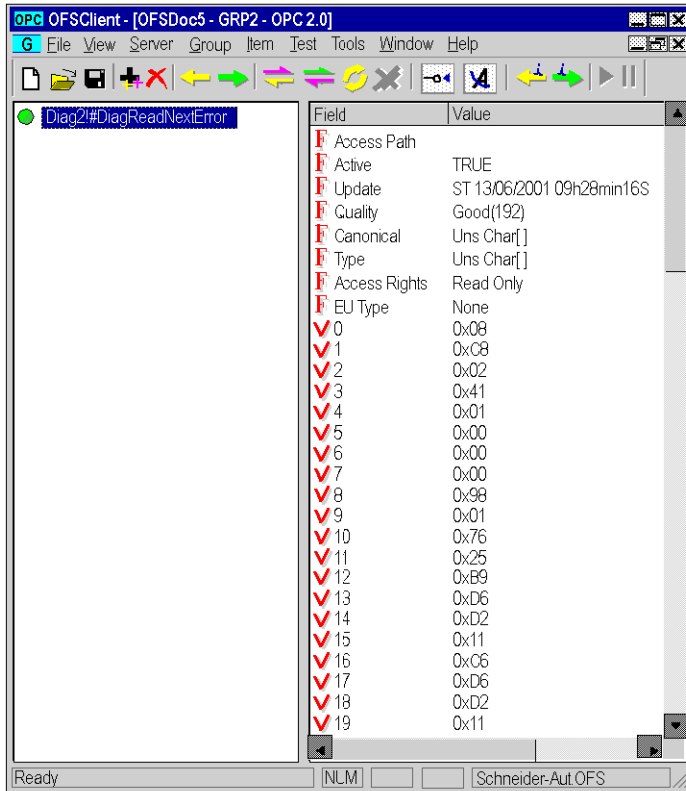 OPC OFSClient - [OFSDoc5 - GRP2 - OPC 2.0]
G File View Server Group Item Test Tools Window Help
Diag2!#DiagReadNextError
Field Value
Access Path
Active TRUE
Update ST 13/06/2001 09h28min16S
Quality Good(192)
Canonical Uns Char[ ]
Type Uns Char[ ]
Access Rights Read Only
EU Type None
0 0x08
1 0xC8
2 0x02
3 0x41
4 0x01
5 0x00
6 0x00
7 0x00
8 0x98
9 0x01
10 0x76
11 0x25
12 0xB9
13 0xD6
14 0xD2
15 0x11
16 0xC6
17 0xD6
18 0xD2
19 0x11
Ready NUM Schneider-Aut.OFS